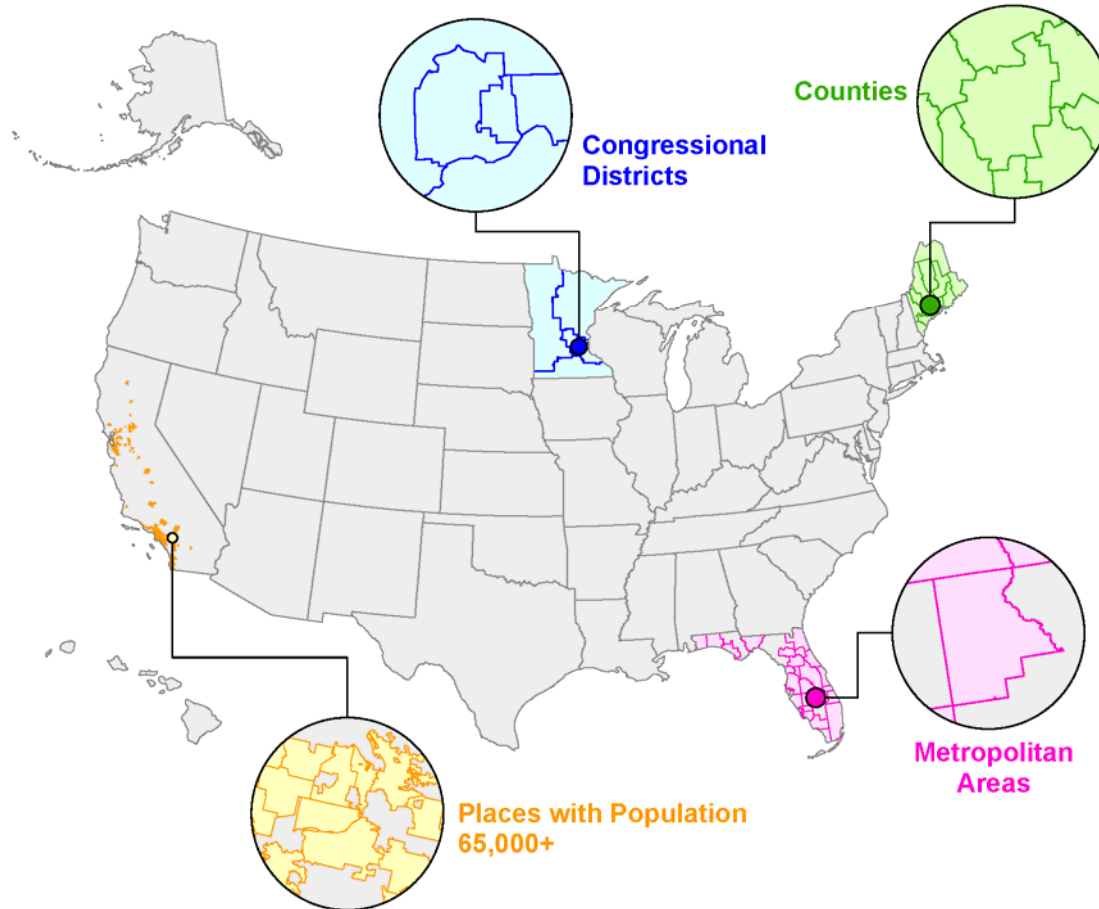 Counties
Congressional
Districts
Metropolitan
Areas
Places with Population
65,000+